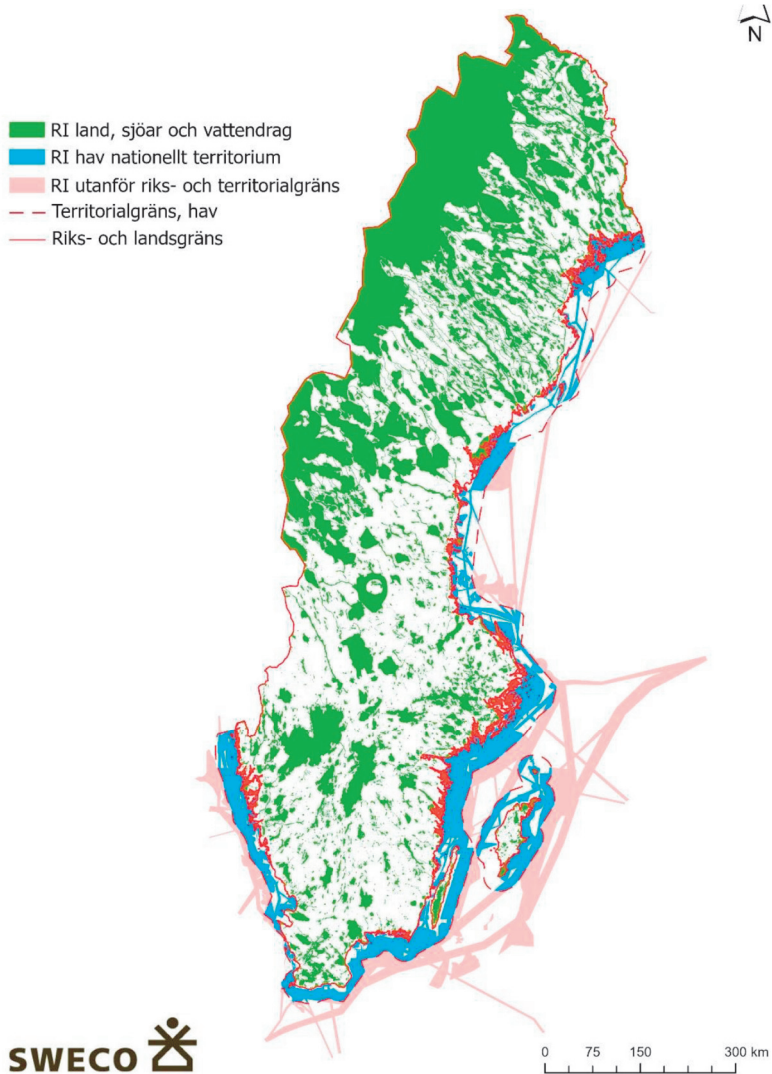 N
RI land, sjöar och vattendrag
RI hav nationellt territorium
RI utanför riks- och territorialgräns
Territorialgräns, hav
Riks- och landsgräns
SWECO
0 75 150 300 km